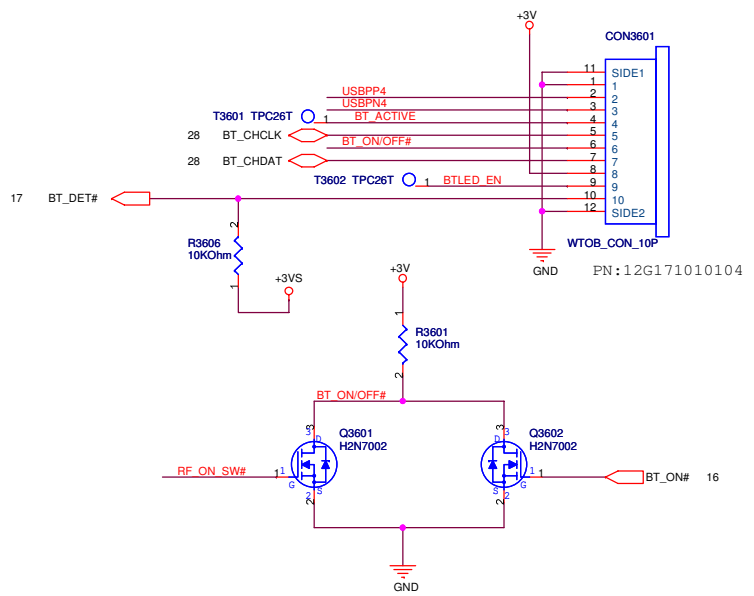 +3V
CON3601
11 SIDE1
1 1
USBPP4 2 2
USBPN4 3 3
T3601 TPC26T 1 BT_ACTIVE 4 4
28 BT_CHCLK 5 5
BT_ON/OFF# 6 6
28 BT_CHDAT 7 7
8 8
T3602 TPC26T 1 BTLED_EN 9 9
17 BT_DET# 10 10
12 SIDE2
2
R3606
10KOhm
1
WTOB_CON_10P
GND
PN:12G171010104
+3VS
+3V
1
R3601
10KOhm
2
BT_ON/OFF#
3 3 D
Q3601
H2N7002
3 3 D
Q3602
H2N7002
RF_ON_SW# 1 1 G
S 2 2
1 1 G
S 2 2
BT_ON# 16
GND